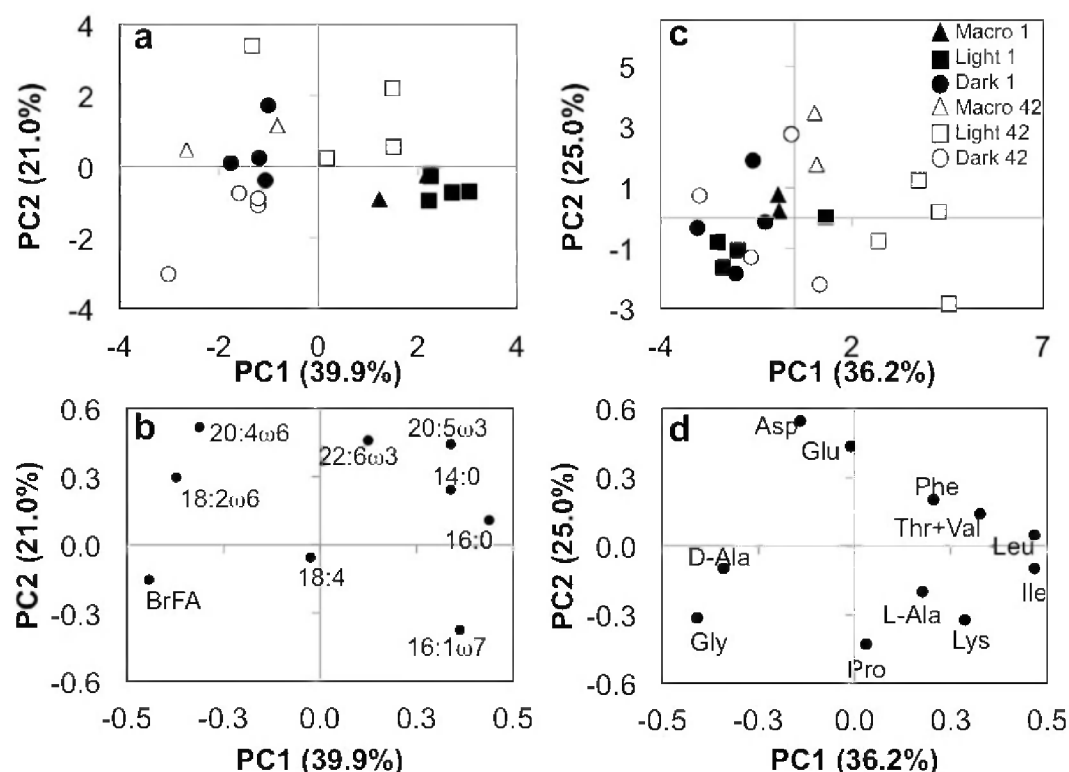 a
4
2
0
-2
-4
PC2 (21.0%)
-4
-2
0
2
4
PC1 (39.9%)
c
Macro 1
Light 1
Dark 1
Macro 42
Light 42
Dark 42
5
3
1
-1
-3
PC2 (25.0%)
-4
2
7
PC1 (36.2%)
b
0.6
0.3
0.0
-0.3
-0.6
PC2 (21.0%)
20:4ω6
18:2ω6
22:6ω3
20:5ω3
14:0
16:0
18:4
BrFA
16:1ω7
-0.5
-0.3
0.0
0.3
0.5
PC1 (39.9%)
d
0.6
0.3
0.0
-0.3
-0.6
PC2 (25.0%)
Asp
Glu
Phe
Thr+Val
Leu
D-Ala
Ile
L-Ala
Gly
Lys
Pro
-0.5
-0.3
0.0
0.3
0.5
PC1 (36.2%)